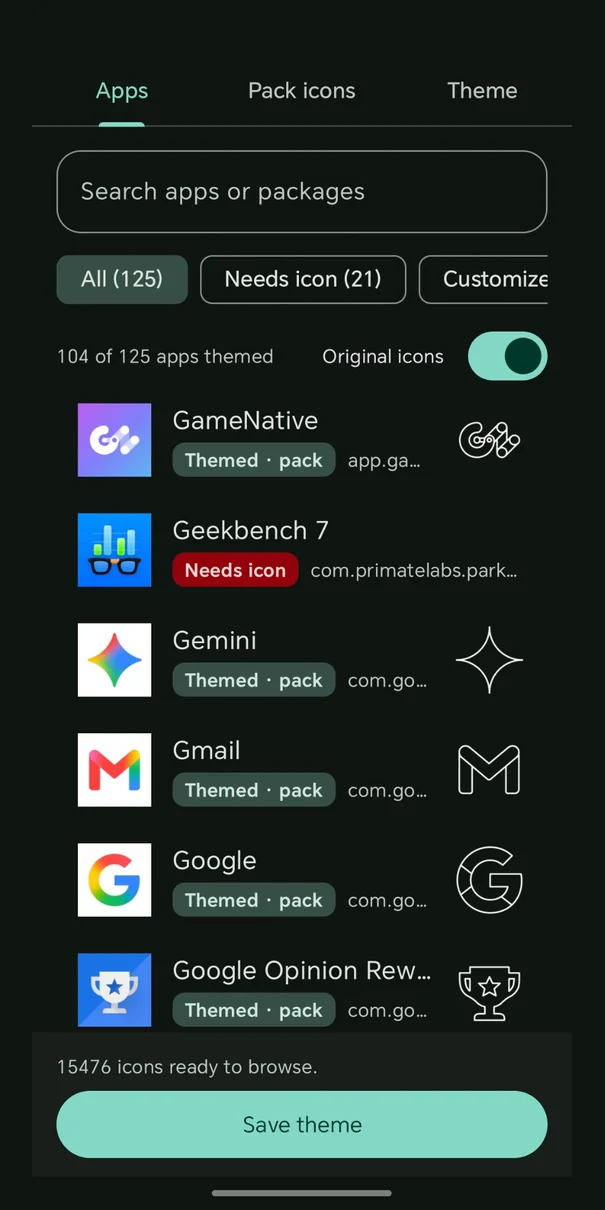 Apps Pack icons Theme
Search apps or packages
All (125) Needs icon (21) Customize
104 of 125 apps themed Original icons
GameNative
Themed · pack app.ga...
Geekbench 7
Needs icon com.primatelabs.park...
Gemini
Themed · pack com.go...
Gmail
Themed · pack com.go...
Google
Themed · pack com.go...
Google Opinion Rew...
Themed · pack com.go...
15476 icons ready to browse.
Save theme